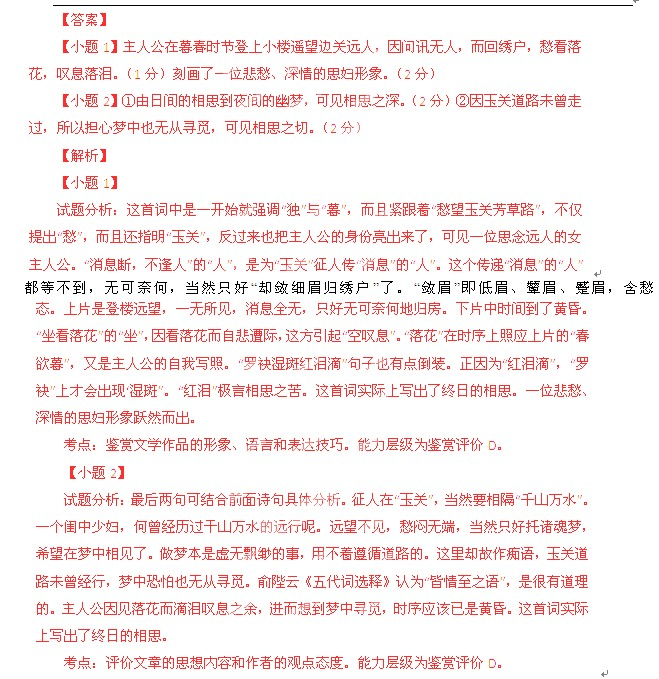 【答案】
【小题1】主人公在暮春时节登上小楼遥望边关远人，因问讯无人，而回绣户，愁看落
花，叹息落泪。（1分）刻画了一位悲愁、深情的思妇形象。（2分）
【小题2】①由日间的相思到夜间的幽梦，可见相思之深。（2分）②因玉关道路未曾走
过，所以担心梦中也无从寻觅，可见相思之切。（2分）
【解析】
【小题1】
试题分析：这首词中是一开始就强调“独”与“暮”，而且紧跟着“愁望玉关芳草路”，不仅
提出“愁”，而且还指明“玉关”，反过来也把主人公的身份亮出来了，可见一位思念远人的女
主人公。“消息断，不逢人”的“人”，是为“玉关”征人传“消息”的“人”。这个传递“消息”的“人”
都等不到，无可奈何，当然只好“却敛细眉归绣户”了。“敛眉”即低眉、颦眉、蹙眉，含愁
态。上片是登楼远望，一无所见，消息全无，只好无可奈何地归房。下片中时间到了黄昏。
“坐看落花”的“坐”，因看落花而自悲遭际，这方引起“空叹息”。“落花”在时序上照应上片的“春
欲暮”，又是主人公的自我写照。“罗袂湿斑红泪滴”句子也有点倒装。正因为“红泪滴”，“罗
袂”上才会出现‘湿斑”。“红泪”极言相思之苦。这首词实际上写出了终日的相思。一位悲愁、
深情的思妇形象跃然而出。
考点：鉴赏文学作品的形象、语言和表达技巧。能力层级为鉴赏评价D。
【小题2】
试题分析：最后两句可结合前面诗句具体分析。征人在“玉关”，当然要相隔“千山万水”。
一个闺中少妇，何曾经历过千山万水的远行呢。远望不见，愁闷无端，当然只好托诸魂梦，
希望在梦中相见了。做梦本是虚无飘缈的事，用不着遵循道路的。这里却故作痴语，玉关道
路未曾经行，梦中恐怕也无从寻觅。俞陛云《五代词选释》认为“皆情至之语”，是很有道理
的。主人公因见落花而滴泪叹息之余，进而想到梦中寻觅，时序应该已是黄昏。这首词实际
上写出了终日的相思。
考点：评价文章的思想内容和作者的观点态度。能力层级为鉴赏评价D。